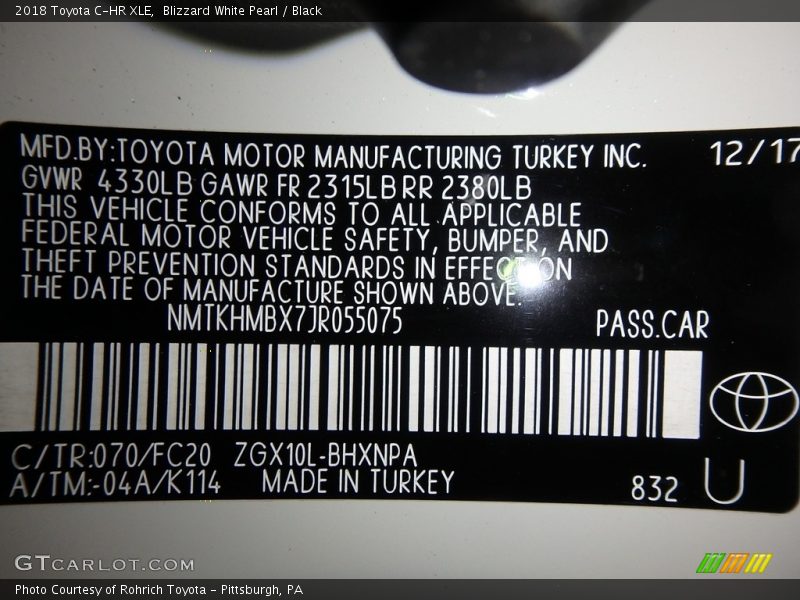 2018 Toyota C-HR XLE,  Blizzard White Pearl / Black
MFD.BY:TOYOTA MOTOR MANUFACTURING TURKEY INC. 12/17
GVWR 4330LB GAWR FR 2315LB RR 2380LB
THIS VEHICLE CONFORMS TO ALL APPLICABLE
FEDERAL MOTOR VEHICLE SAFETY, BUMPER, AND
THEFT PREVENTION STANDARDS IN EFFECT ON
THE DATE OF MANUFACTURE SHOWN ABOVE.
NMTKHMBX7JR055075 PASS.CAR
C/TR:070/FC20 ZGX10L-BHXNPA
A/TM:-04A/K114 MADE IN TURKEY 832 U
GTCARLOT.COM
Photo Courtesy of Rohrich Toyota - Pittsburgh, PA